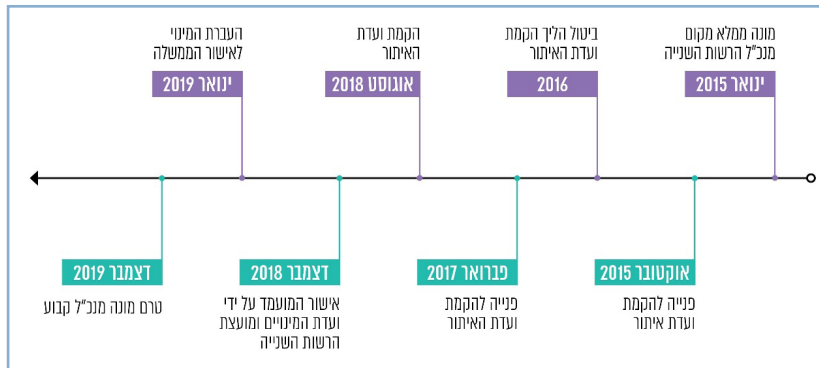 מונה ממלא מקום
מנכ"ל הרשות השנייה
ינואר 2015
אוקטובר 2015
פנייה להקמת
ועדת איתור
ביטול הליך הקמת
ועדת האיתור
2016
פברואר 2017
פנייה להקמת
ועדת האיתור
הקמת ועדת
האיתור
אוגוסט 2018
דצמבר 2018
אישור המועמד על ידי
ועדת המינויים ומועצת
הרשות השנייה
העברת המינוי
לאישור הממשלה
ינואר 2019
דצמבר 2019
טרם מונה מנכ"ל קבוע